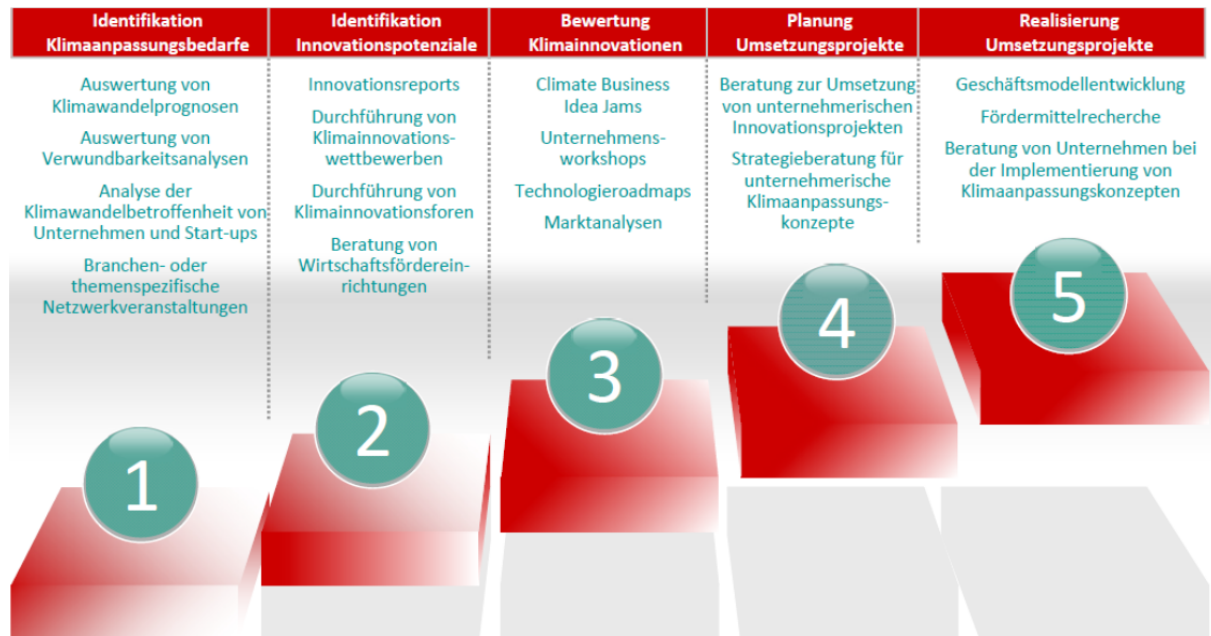 Identifikation
Klimaanpassungsbedarfe
Auswertung von
Klimawandelprognosen
Auswertung von
Verwundbarkeitsanalysen
Analyse der
Klimawandelbetroffenheit von
Unternehmen und Start-ups
Branchen- oder
themenspezifische
Netzwerkveranstaltungen
1
Identifikation
Innovationspotenziale
Innovationsreports
Durchführung von
Klimainnovations-
wettbewerben
Durchführung von
Klimainnovationsforen
Beratung von
Wirtschaftsförderein-
richtungen
2
Bewertung
Klimainnovationen
Climate Business
Idea Jams
Unternehmens-
workshops
Technologieroadmaps
Marktanalysen
3
Planung
Umsetzungsprojekte
Beratung zur Umsetzung
von unternehmerischen
Innovationsprojekten
Strategieberatung für
unternehmerische
Klimaanpassungs-
konzepte
4
Realisierung
Umsetzungsprojekte
Geschäftsmodellentwicklung
Fördermittelrecherche
Beratung von Unternehmen bei
der Implementierung von
Klimaanpassungskonzepten
5